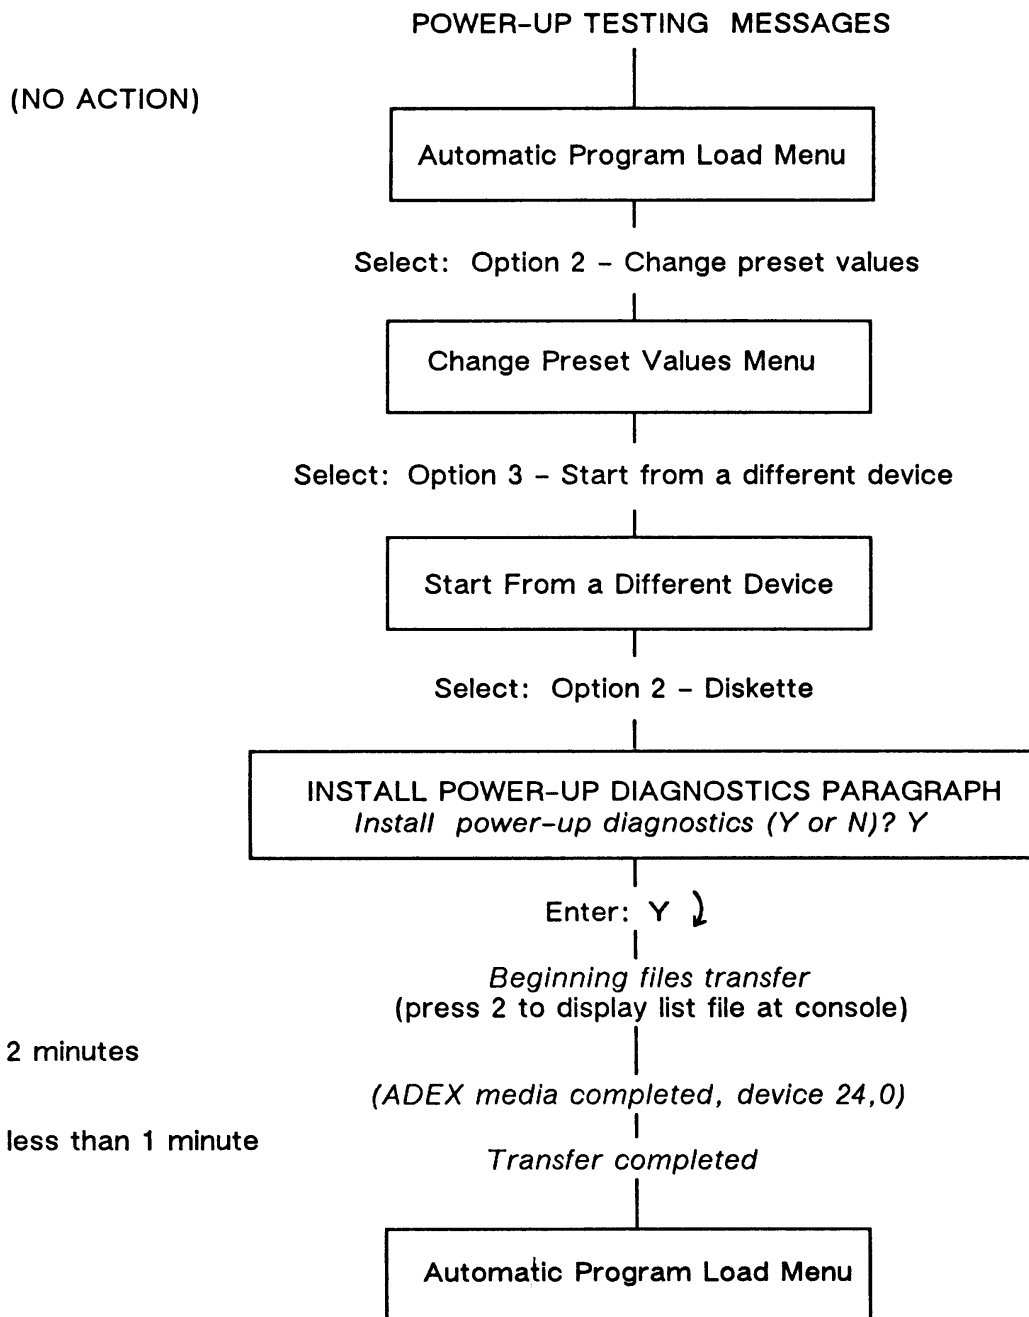 POWER-UP TESTING MESSAGES
(NO ACTION)
Automatic Program Load Menu
Select: Option 2 - Change preset values
Change Preset Values Menu
Select: Option 3 - Start from a different device
Start From a Different Device
Select: Option 2 - Diskette
INSTALL POWER-UP DIAGNOSTICS PARAGRAPH
Install power-up diagnostics (Y or N)? Y
Enter: Y
Beginning files transfer
(press 2 to display list file at console)
2 minutes
(ADEX media completed, device 24,0)
less than 1 minute
Transfer completed
Automatic Program Load Menu